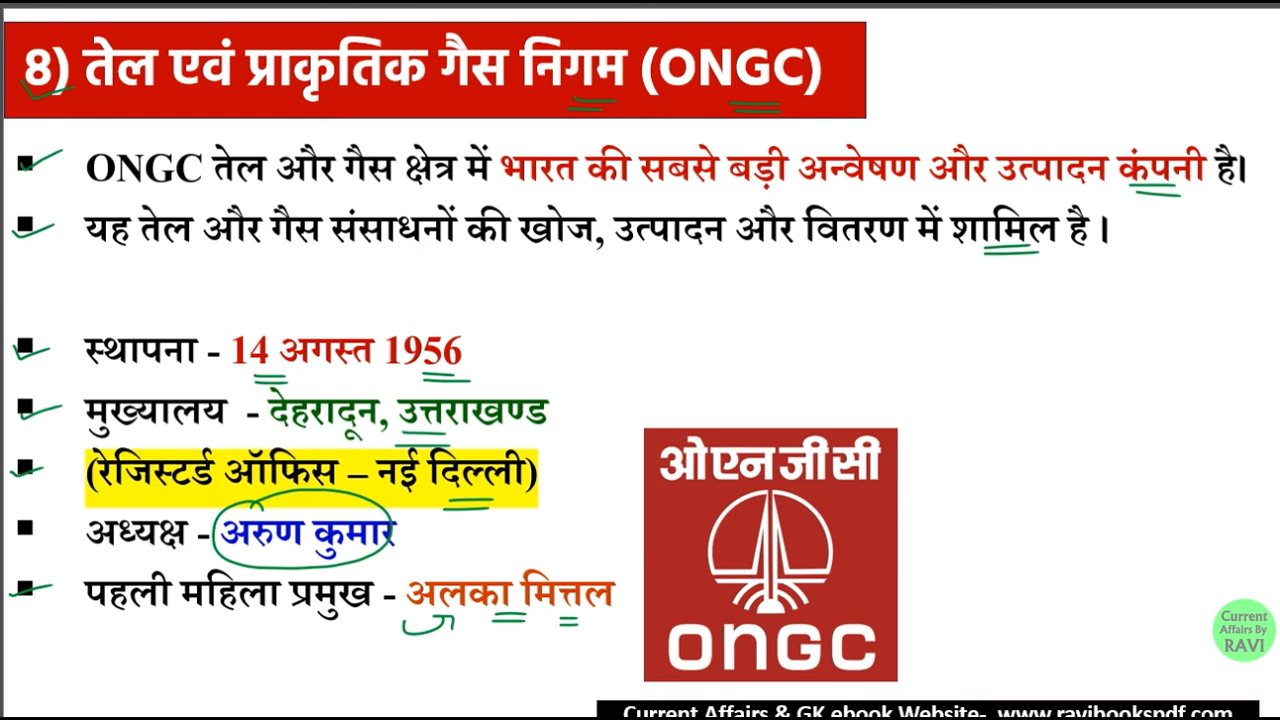 8) तेल एवं प्राकृतिक गैस निगम (ONGC)
ONGC तेल और गैस क्षेत्र में भारत की सबसे बड़ी अन्वेषण और उत्पादन कंपनी है।
यह तेल और गैस संसाधनों की खोज, उत्पादन और वितरण में शामिल है ।
स्थापना - 14 अगस्त 1956
मुख्यालय - देहरादून, उत्तराखण्ड
(रेजिस्टर्ड ऑफिस – नई दिल्ली)
अध्यक्ष - अरुण कुमार
पहली महिला प्रमुख - अलका मित्तल
ओएनजीसी
ONGC
Current
Affairs By
RAVI
Current Affairs & GK ebook Website- www.ravibookspdf.com